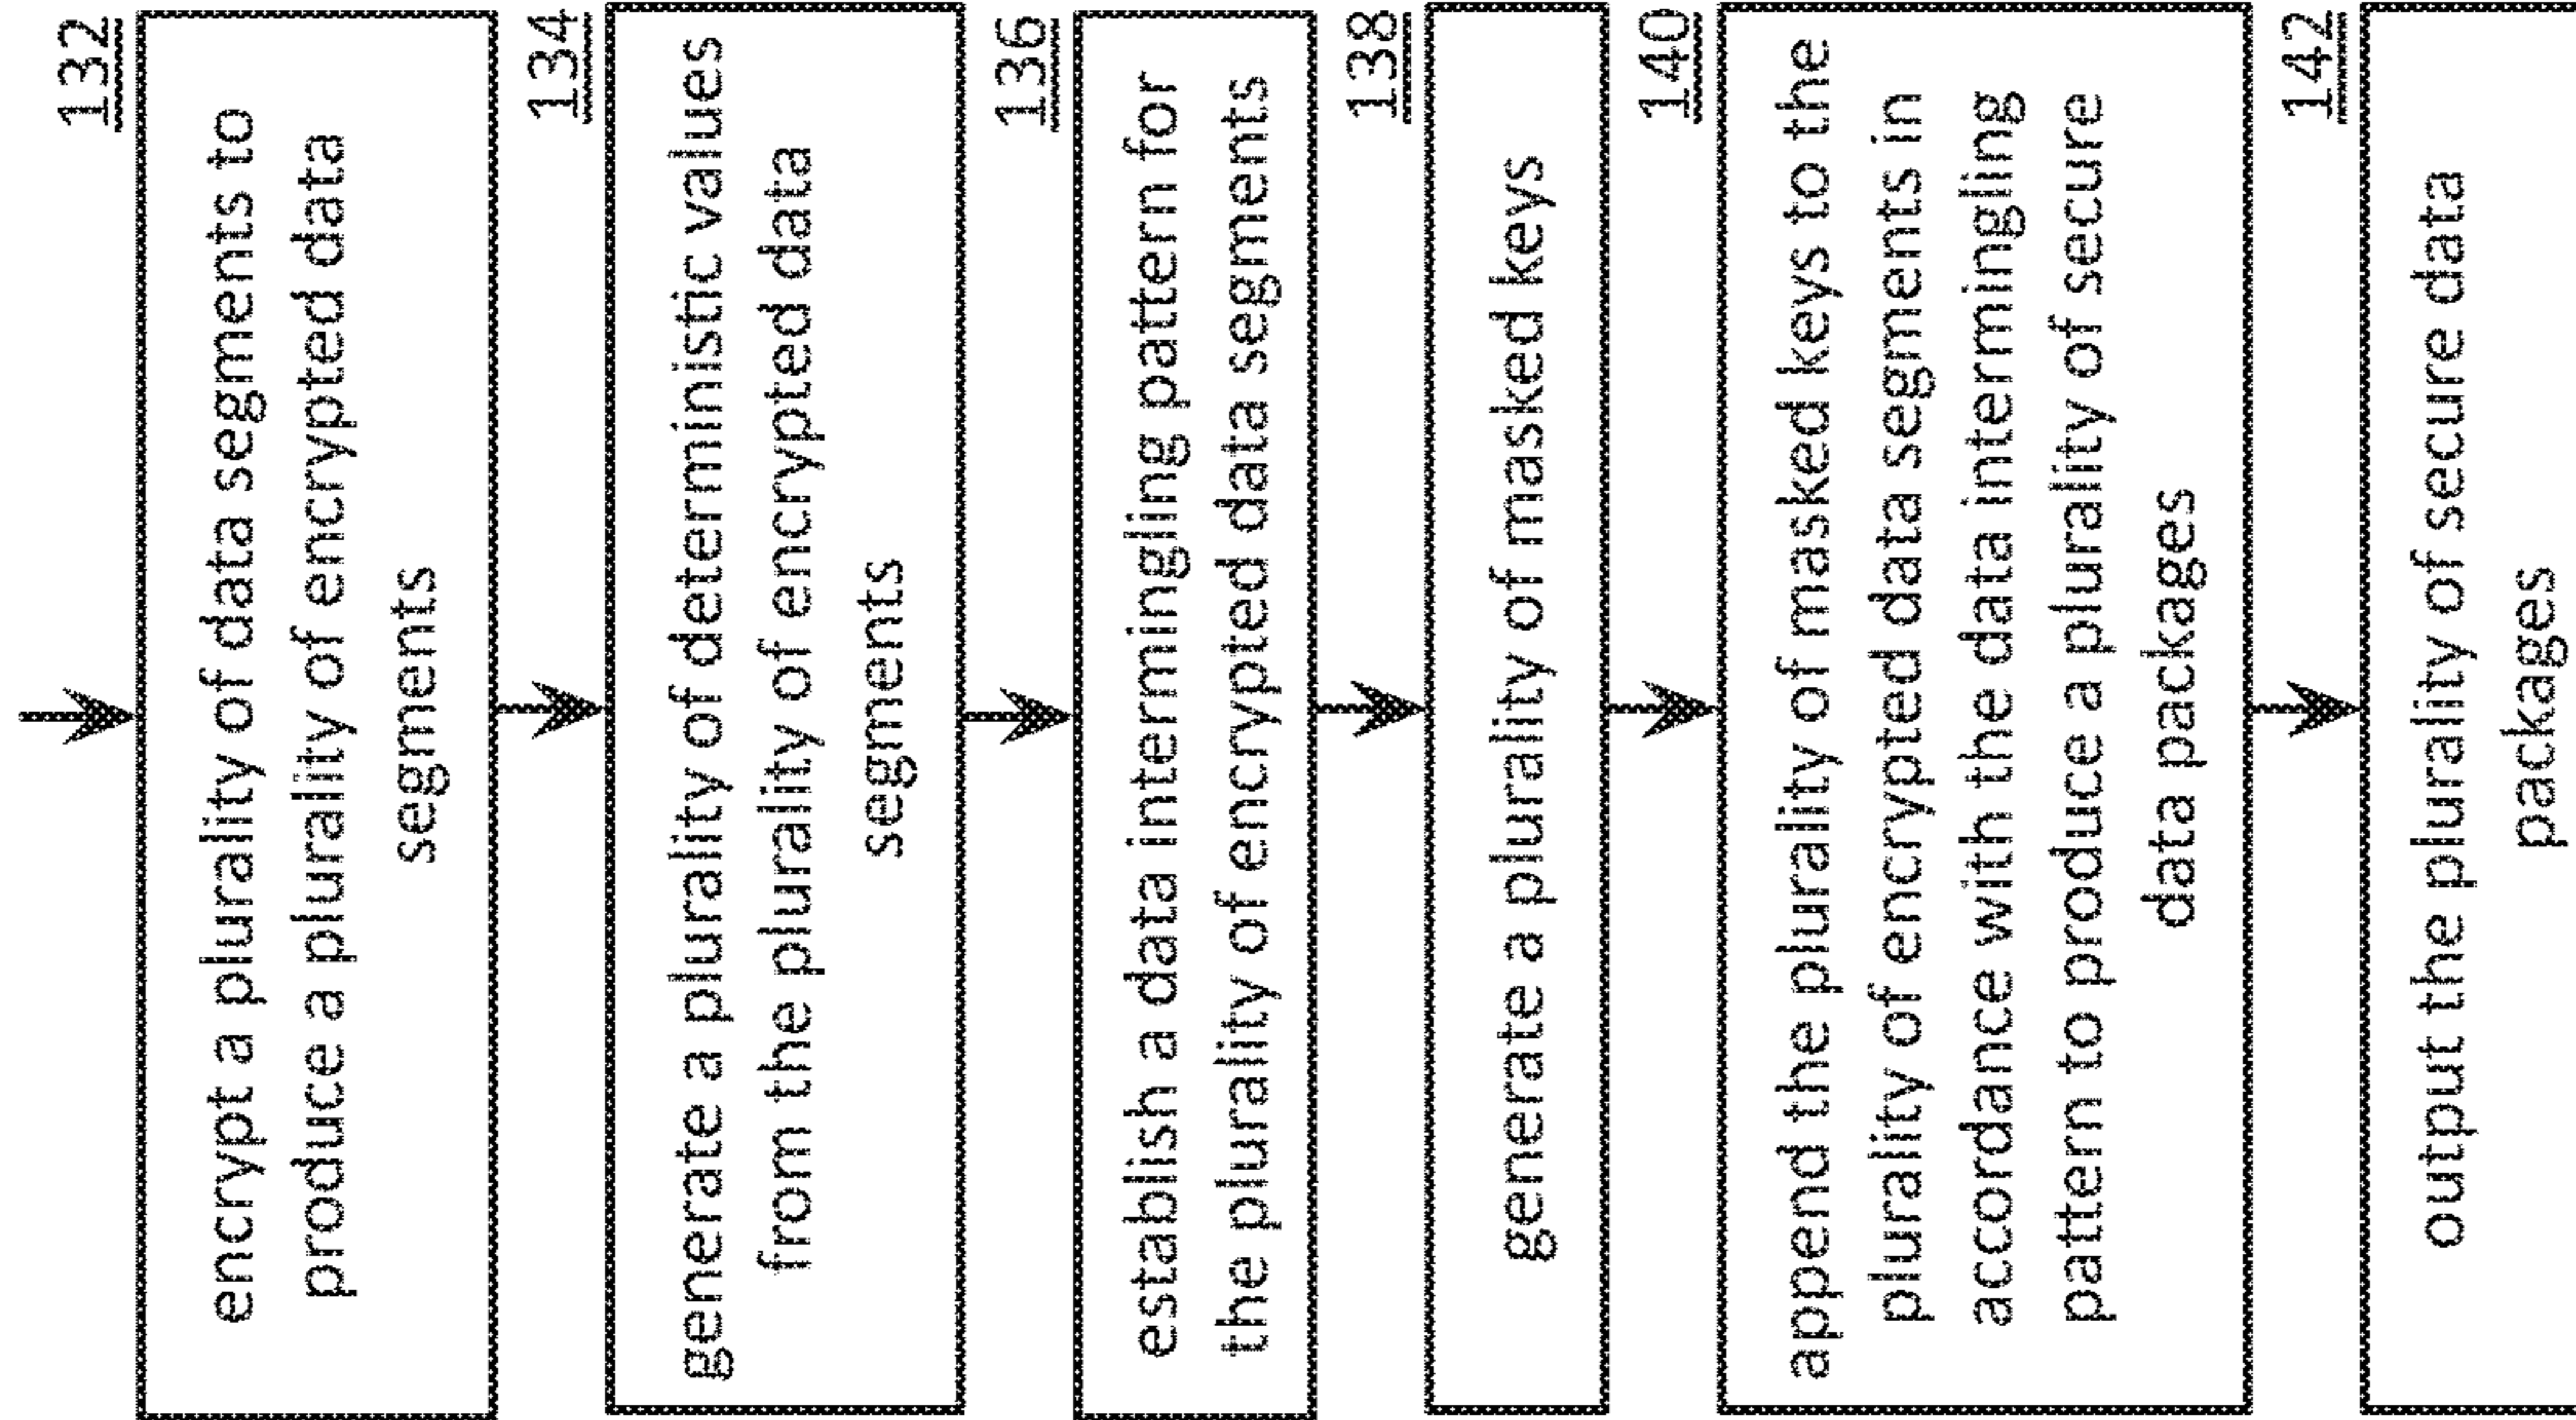 132
encrypt a plurality of data segments to
produce a plurality of encrypted data
segments
134
generate a plurality of deterministic values
from the plurality of encrypted data
segments
136
establish a data intermingling pattern for
the plurality of encrypted data segments
138
generate a plurality of masked keys
140
append the plurality of masked keys to the
plurality of encrypted data segments in
accordance with the data intermingling
pattern to produce a plurality of secure
data packages
142
output the plurality of secure data
packages